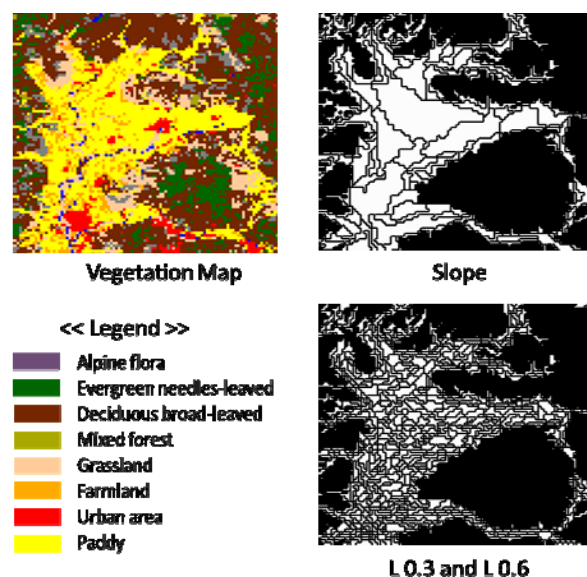 Vegetation Map
Slope
<< Legend >>
Alpine flora
Evergreen needles-leaved
Deciduous broad-leaved
Mixed forest
Grassland
Farmland
Urban area
Paddy
L 0.3 and L 0.6